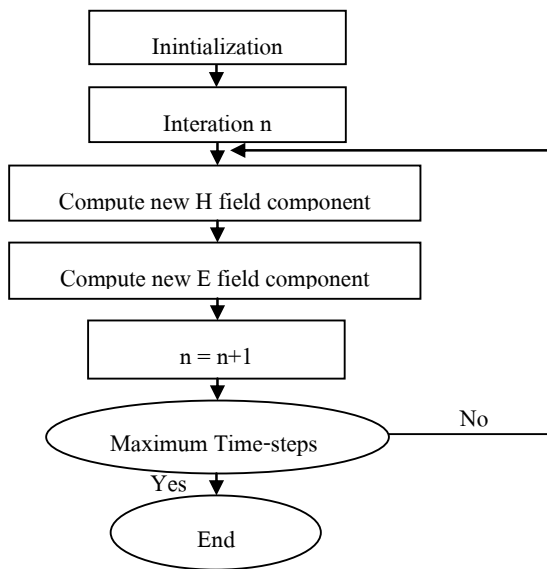 Inintialization
Interation n
Compute new H field component
Compute new E field component
n = n+1
Maximum Time-steps
No
Yes
End